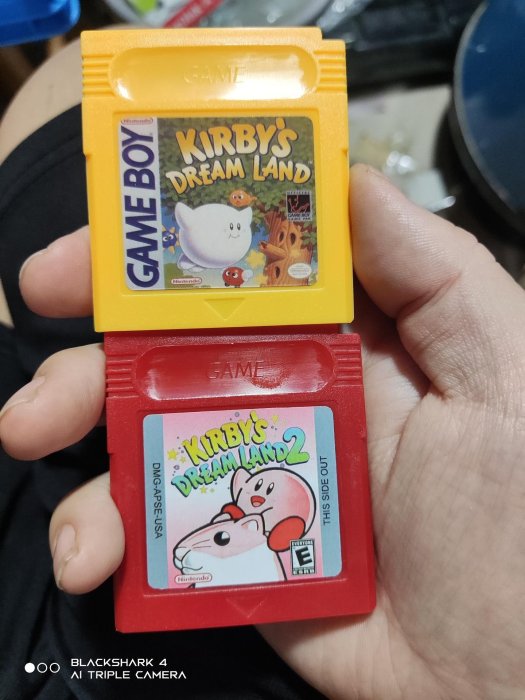 GAME
Nintendo
GAME BOY
KIRBY'S
DREAM LAND
Nintendo
GAME
KIRBY'S
DREAM LAND 2
DMG-APSE-USA
THIS SIDE OUT
E
Nintendo
BLACKSHARK 4
AI TRIPLE CAMERA